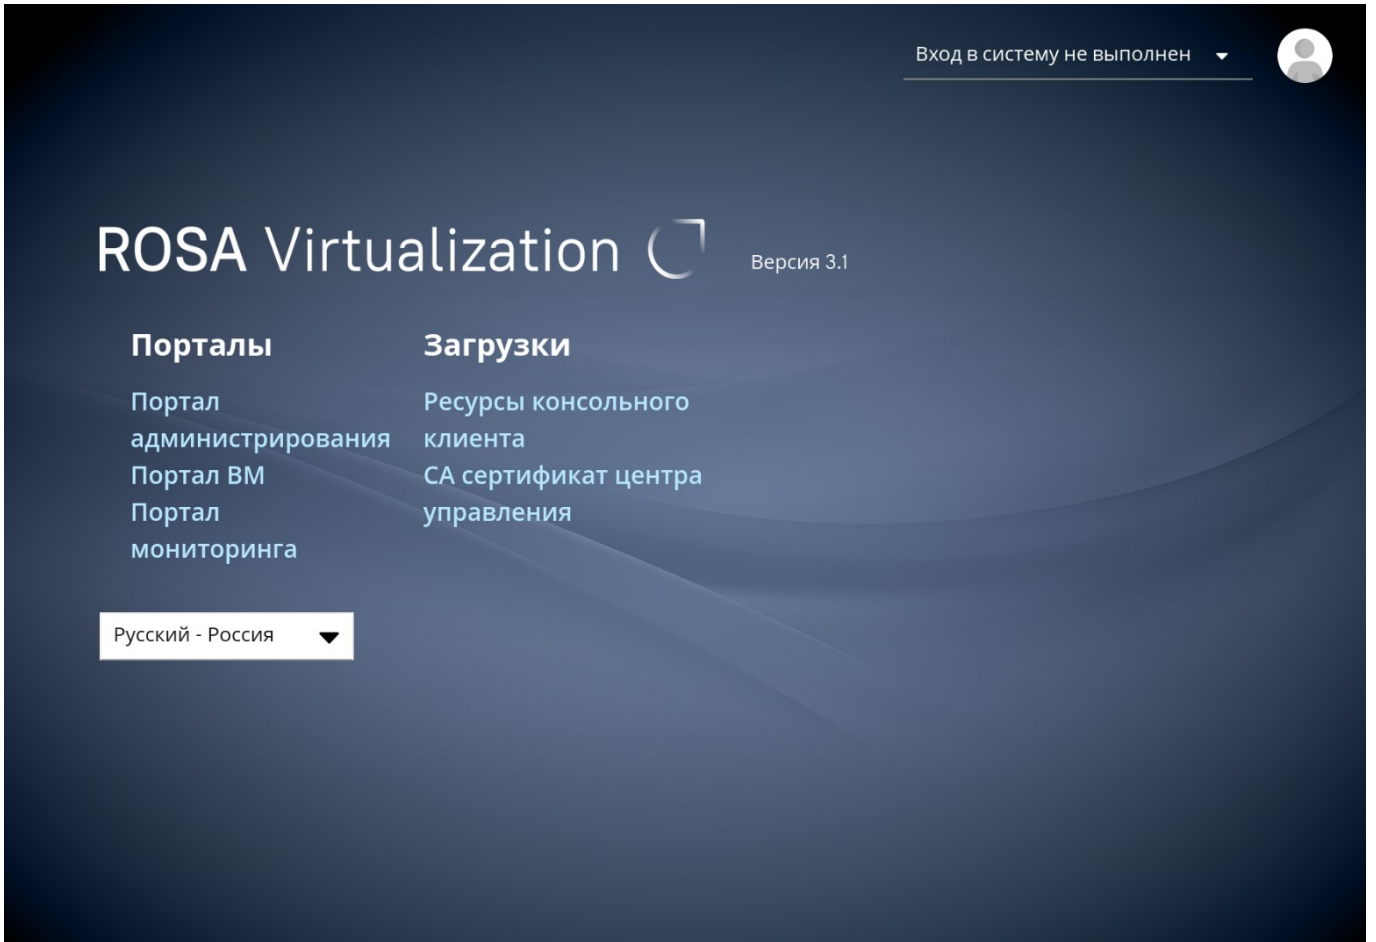 Вход в систему не выполнен
ROSA Virtualization
Версия 3.1
Порталы
Портал
администрирования
Портал ВМ
Портал
мониторинга
Загрузки
Ресурсы консольного
клиента
CA сертификат центра
управления
Русский - Россия